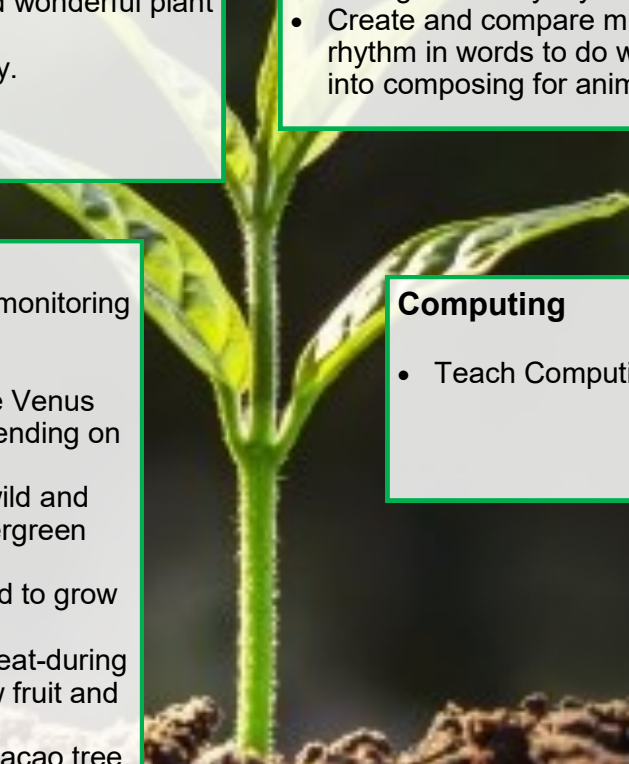 d wonderful plant
y.
• Create and compare m
rhythm in words to do w
into composing for anim
monitoring
e Venus
ending on
ild and
ergreen
d to grow
eat-during
fruit and
acao tree
Computing
• Teach Computi